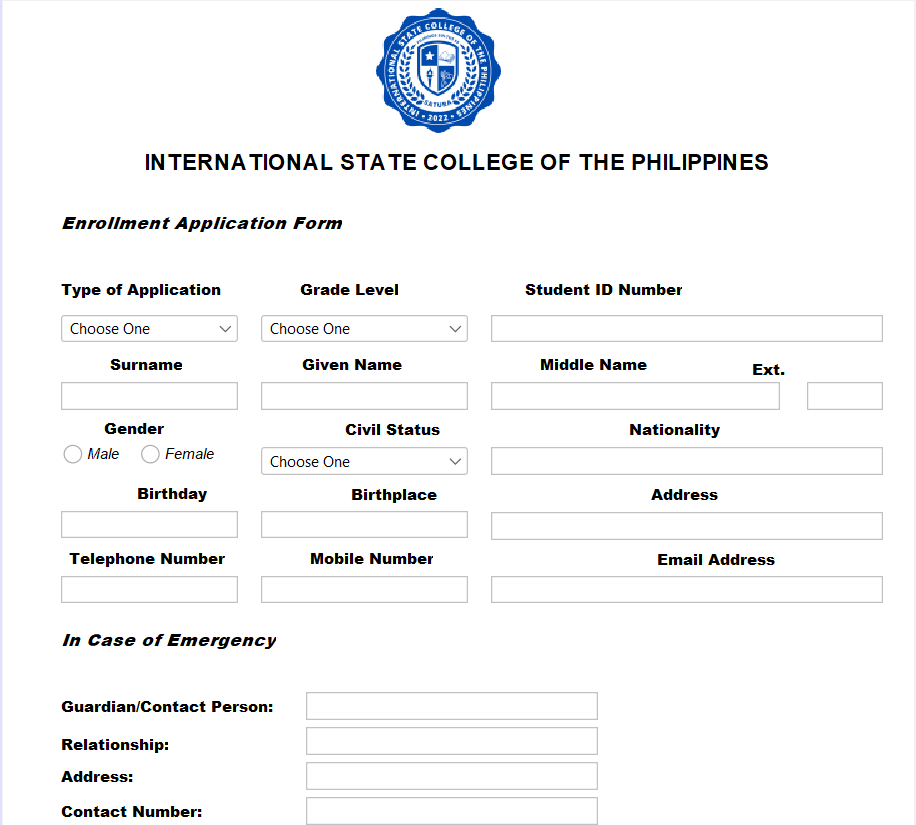 INTERNATIONAL STATE COLLEGE OF THE PHILIPPINES
2022
INTERNATIONAL STATE COLLEGE OF THE PHILIPPINES
Enrollment Application Form
Type of Application Grade Level Student ID Number
Choose One Choose One
Surname Given Name Middle Name Ext.
Gender Civil Status Nationality
Male Female Choose One
Birthday Birthplace Address
Telephone Number Mobile Number Email Address
In Case of Emergency
Guardian/Contact Person:
Relationship:
Address:
Contact Number: